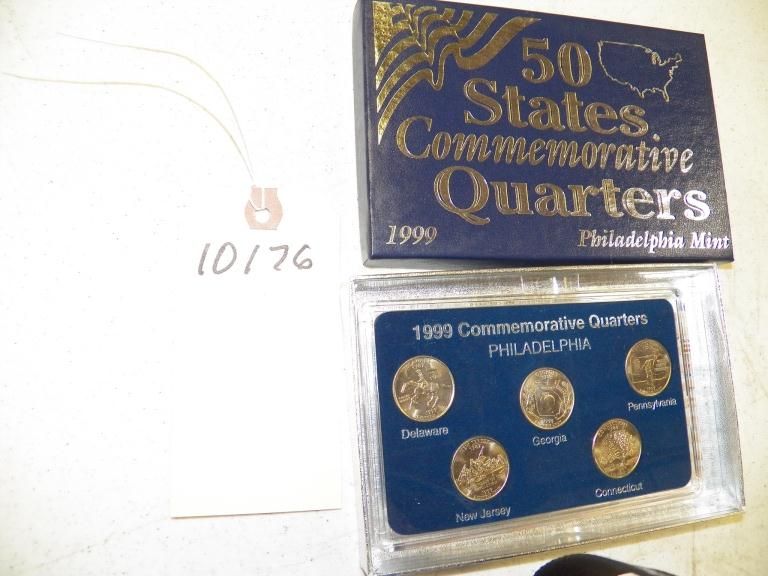 50
States
Commemorative
Quarters
1999 Philadelphia Mint
10176
1999 Commemorative Quarters
PHILADELPHIA
Delaware
Georgia
Pennsylvania
New Jersey
Connecticut